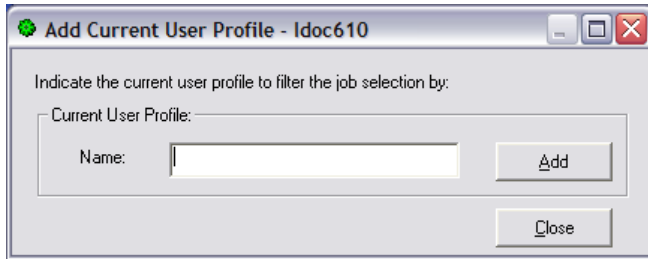 Add Current User Profile - Idoc610
Indicate the current user profile to filter the job selection by:
Current User Profile:
Name:
Add
Close